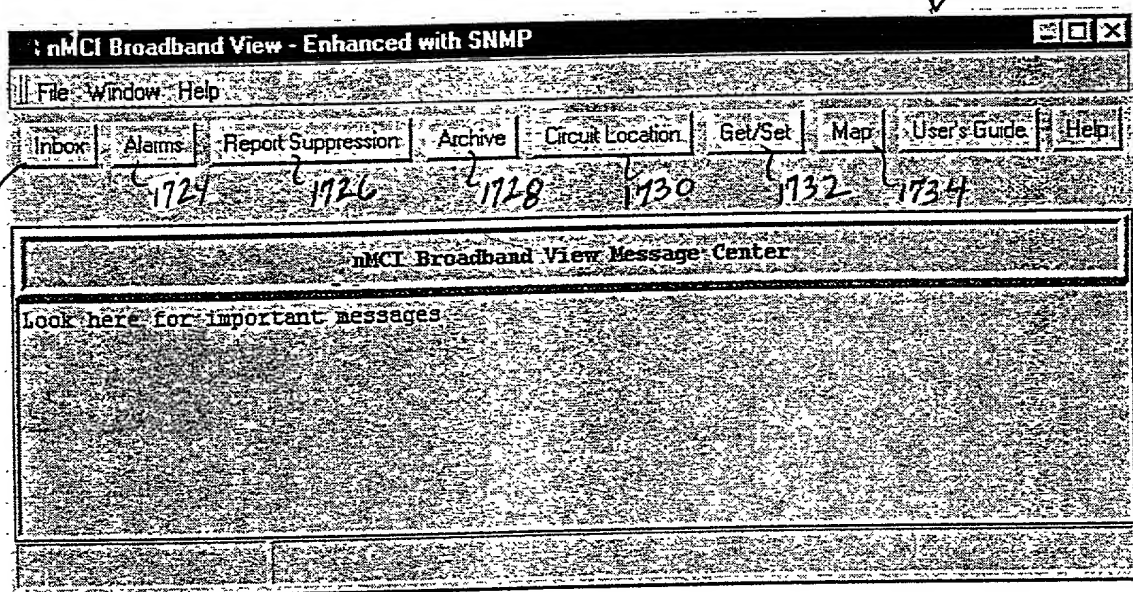 nMCI Broadband View - Enhanced with SNMP
File Window Help
Inbox Alarms Report Suppression Archive Circuit Location Get/Set Map User's Guide Help
1724 1726 1728 1730 1732 1734
nMCI Broadband View Message Center
Look here for important messages